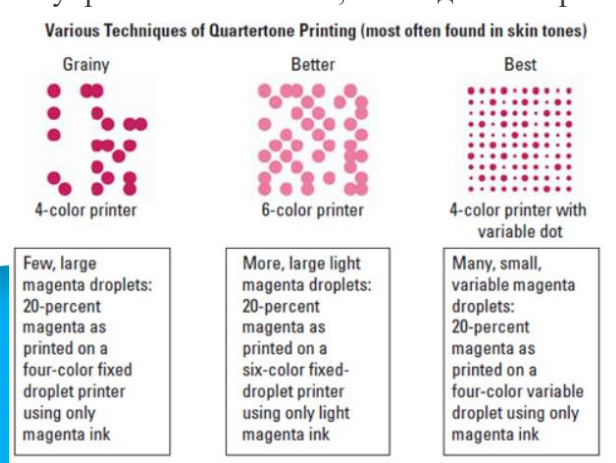 Various Techniques of Quartertone Printing (most often found in skin tones)
Grainy
Better
Best
4-color printer
6-color printer
4-color printer with
variable dot
Few, large
magenta droplets:
20-percent
magenta as
printed on a
four-color fixed
droplet printer
using only
magenta ink
More, large light
magenta droplets:
20-percent
magenta as
printed on a
six-color fixed-
droplet printer
using only light
magenta ink
Many, small,
variable magenta
droplets:
20-percent
magenta as
printed on a
four-color variable
droplet using only
magenta ink